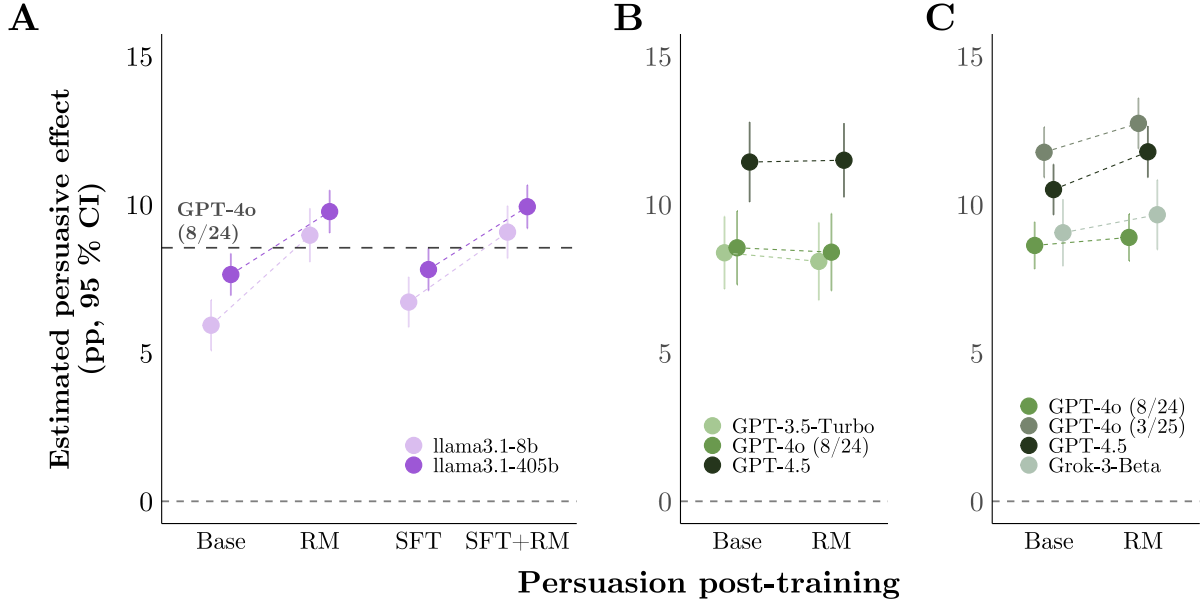 A
Estimated persuasive effect
(pp, 95 % CI)
15
10
5
0
GPT-4o
(8/24)
llama3.1-8b
llama3.1-405b
Base
RM
SFT
SFT+RM
B
15
10
5
0
GPT-3.5-Turbo
GPT-4o (8/24)
GPT-4.5
Base
RM
C
15
10
5
0
GPT-4o (8/24)
GPT-4o (3/25)
GPT-4.5
Grok-3-Beta
Base
RM
Persuasion post-training